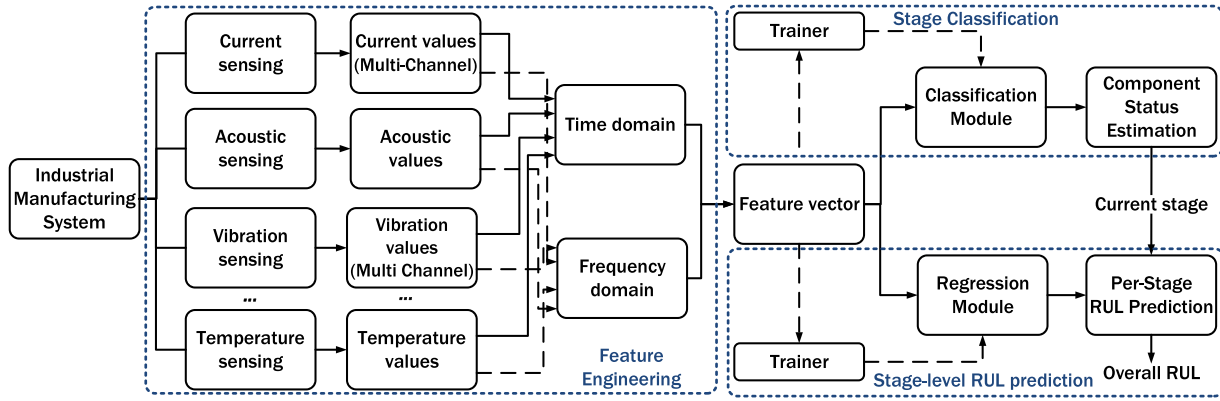 Industrial
Manufacturing
System
Current
sensing
Current values
(Multi-Channel)
Acoustic
sensing
Acoustic
values
Vibration
sensing
Vibration
values
(Multi Channel)
...
...
Temperature
sensing
Temperature
values
Time domain
Frequency
domain
Feature
Engineering
Feature vector
Trainer
Stage Classification
Classification
Module
Component
Status
Estimation
Current stage
Regression
Module
Per-Stage
RUL Prediction
Trainer
Stage-level RUL prediction
Overall RUL